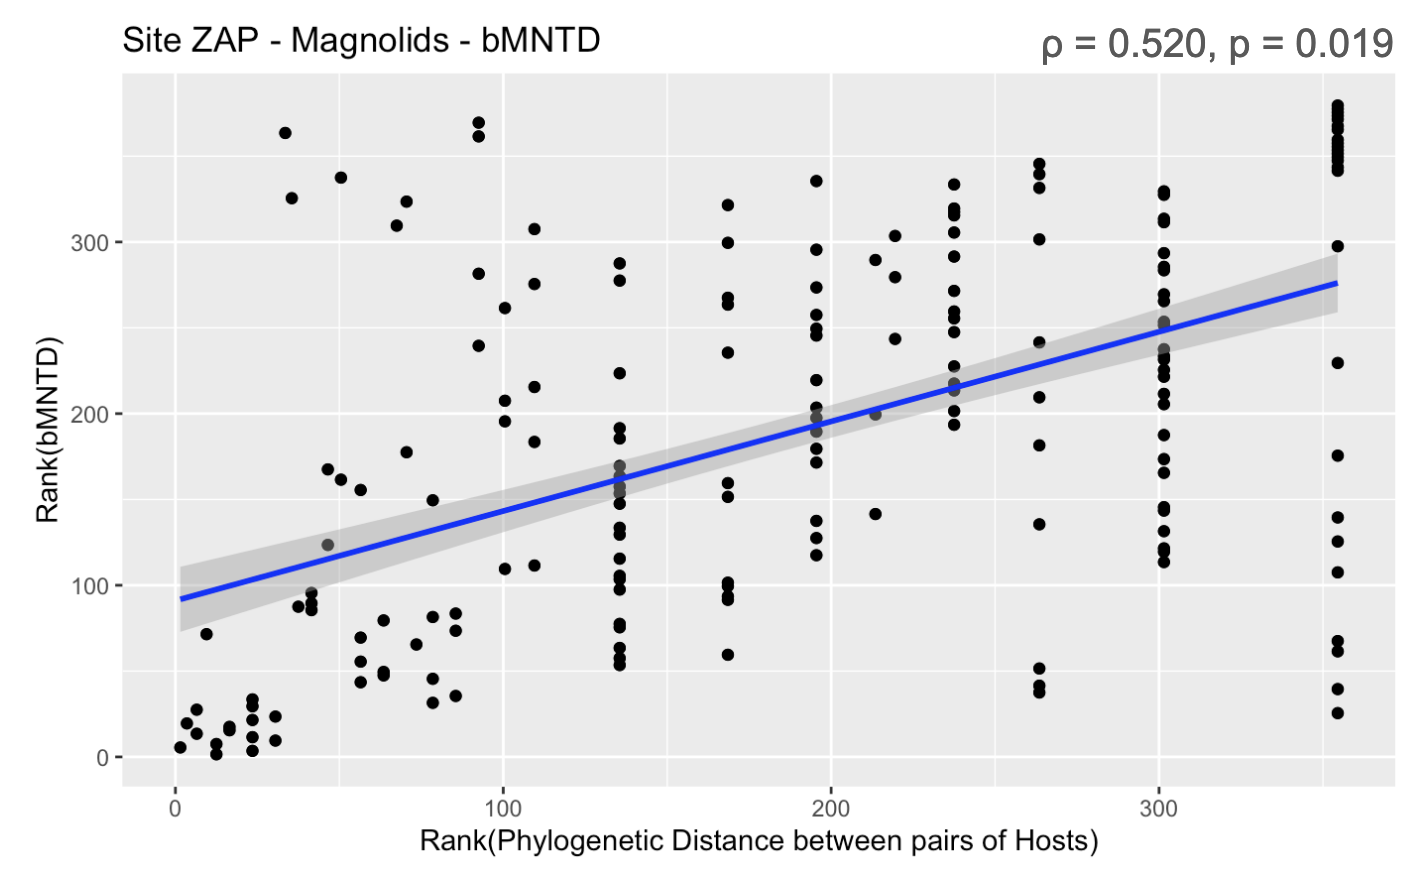 Site ZAP - Magnolids - bMNTD
ρ = 0.520, p = 0.019
Rank(bMNTD)
300
200
100
0
0
100
200
300
Rank(Phylogenetic Distance between pairs of Hosts)